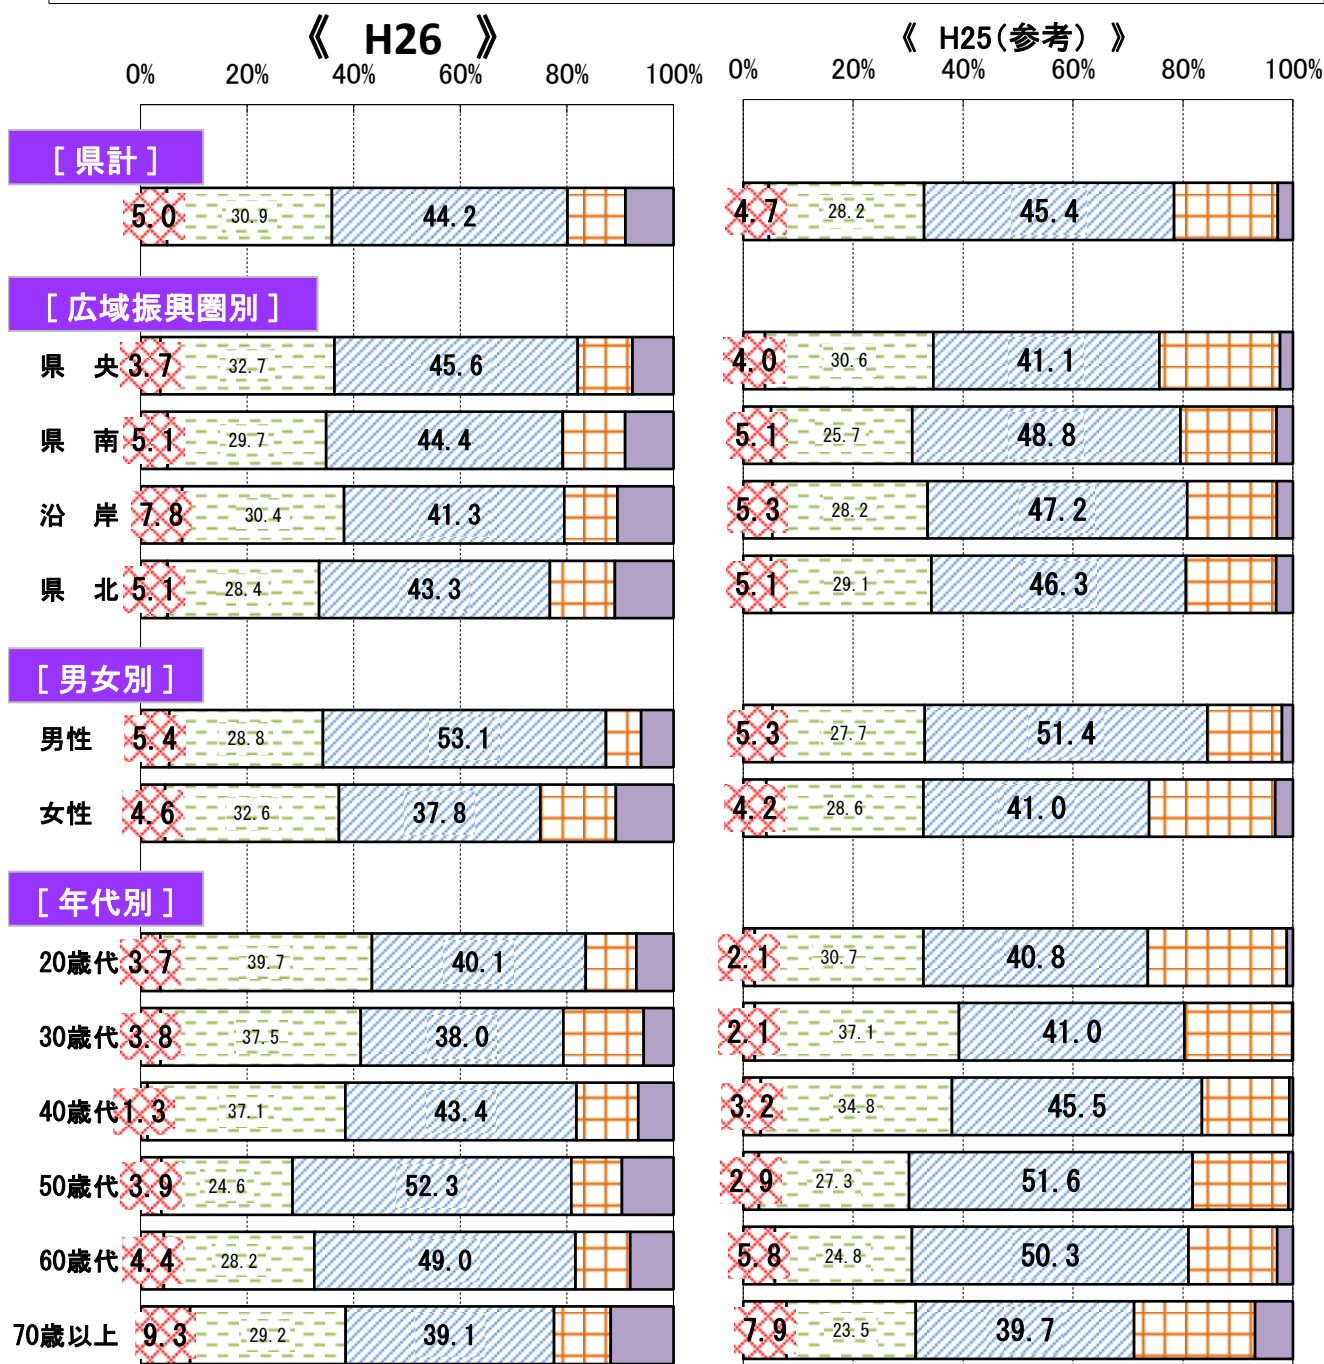 《 H26 》
《 H25(参考) 》
0% 20% 40% 60% 80% 100%
0% 20% 40% 60% 80% 100%
[ 県計 ]
5.0 30.9 44.2
4.7 28.2 45.4
[ 広域振興圏別 ]
県 央 3.7 32.7 45.6
4.0 30.6 41.1
県 南 5.1 29.7 44.4
5.1 25.7 48.8
沿 岸 7.8 30.4 41.3
5.3 28.2 47.2
県 北 5.1 28.4 43.3
5.1 29.1 46.3
[ 男女別 ]
男性 5.4 28.8 53.1
5.3 27.7 51.4
女性 4.6 32.6 37.8
4.2 28.6 41.0
[ 年代別 ]
20歳代 3.7 39.7 40.1
2.1 30.7 40.8
30歳代 3.8 37.5 38.0
2.1 37.1 41.0
40歳代 1.3 37.1 43.4
3.2 34.8 45.5
50歳代 3.9 24.6 52.3
2.9 27.3 51.6
60歳代 4.4 28.2 49.0
5.8 24.8 50.3
70歳以上 9.3 29.2 39.1
7.9 23.5 39.7